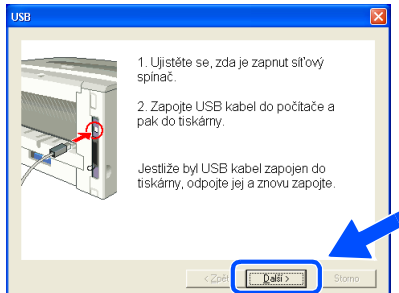 USB
1. Ujistěte se, zda je zapnut síťový
spínač.
2. Zapojte USB kabel do počítače a
pak do tiskárny.
Jestliže byl USB kabel zapojen do
tiskárny, odpojte jej a znovu zapojte.
< Zpět
Další >
Storno